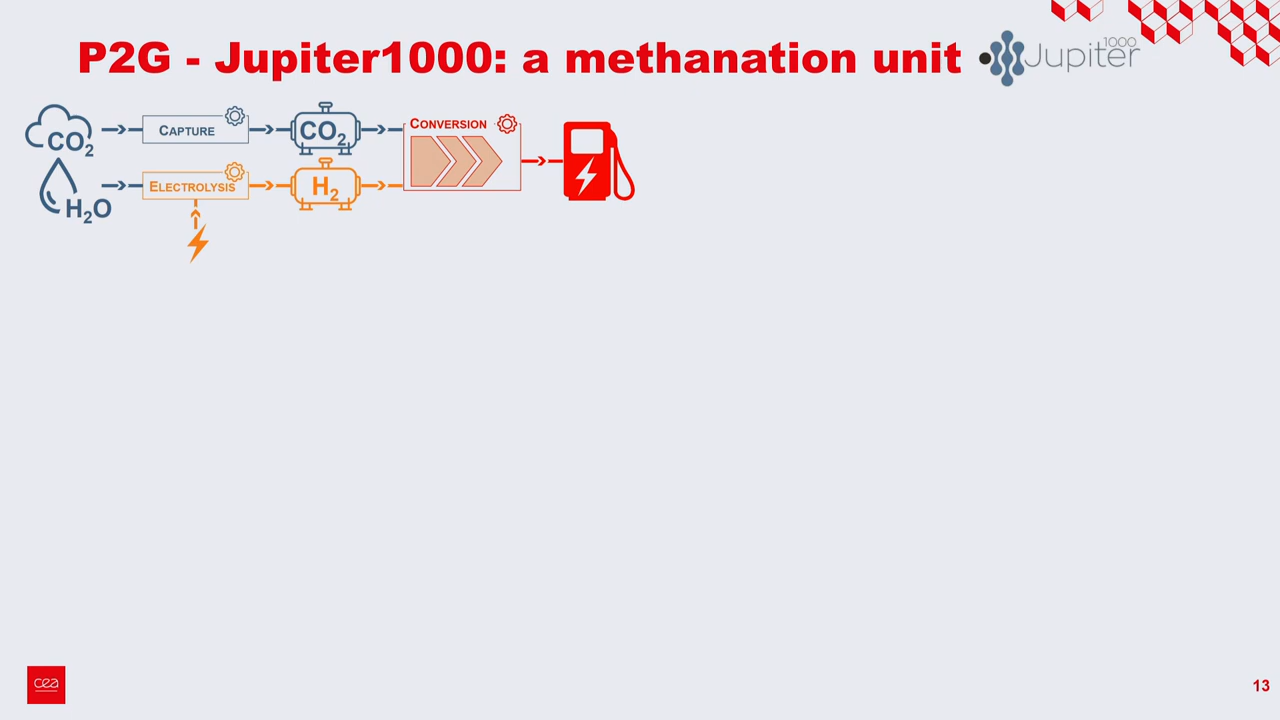 P2G - Jupiter1000: a methanation unit
Jupiter 1000
CO2
CAPTURE
CO2
CONVERSION
H2O
ELECTROLYSIS
H2
cea
13